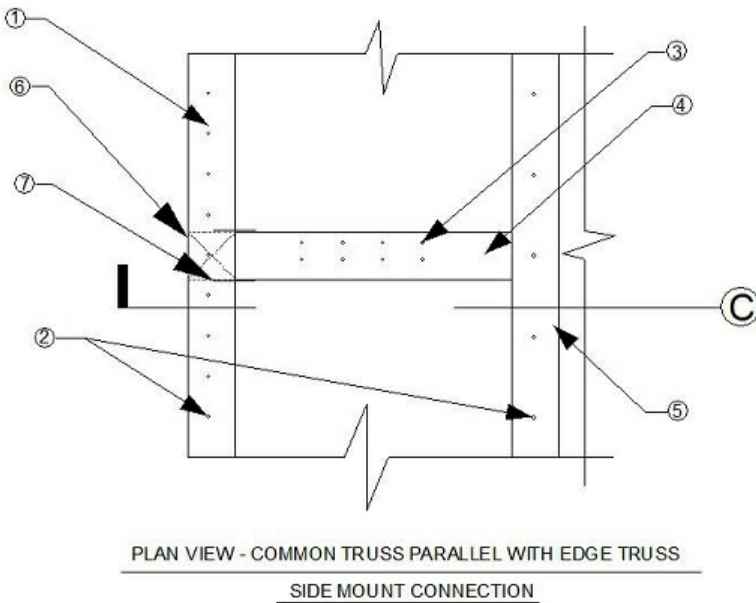 1
6
7
2
3
4
C
5
PLAN VIEW - COMMON TRUSS PARALLEL WITH EDGE TRUSS
SIDE MOUNT CONNECTION